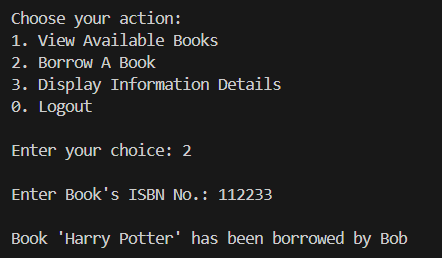 Choose your action:
1. View Available Books
2. Borrow A Book
3. Display Information Details
0. Logout
Enter your choice: 2
Enter Book's ISBN No.: 112233
Book 'Harry Potter' has been borrowed by Bob